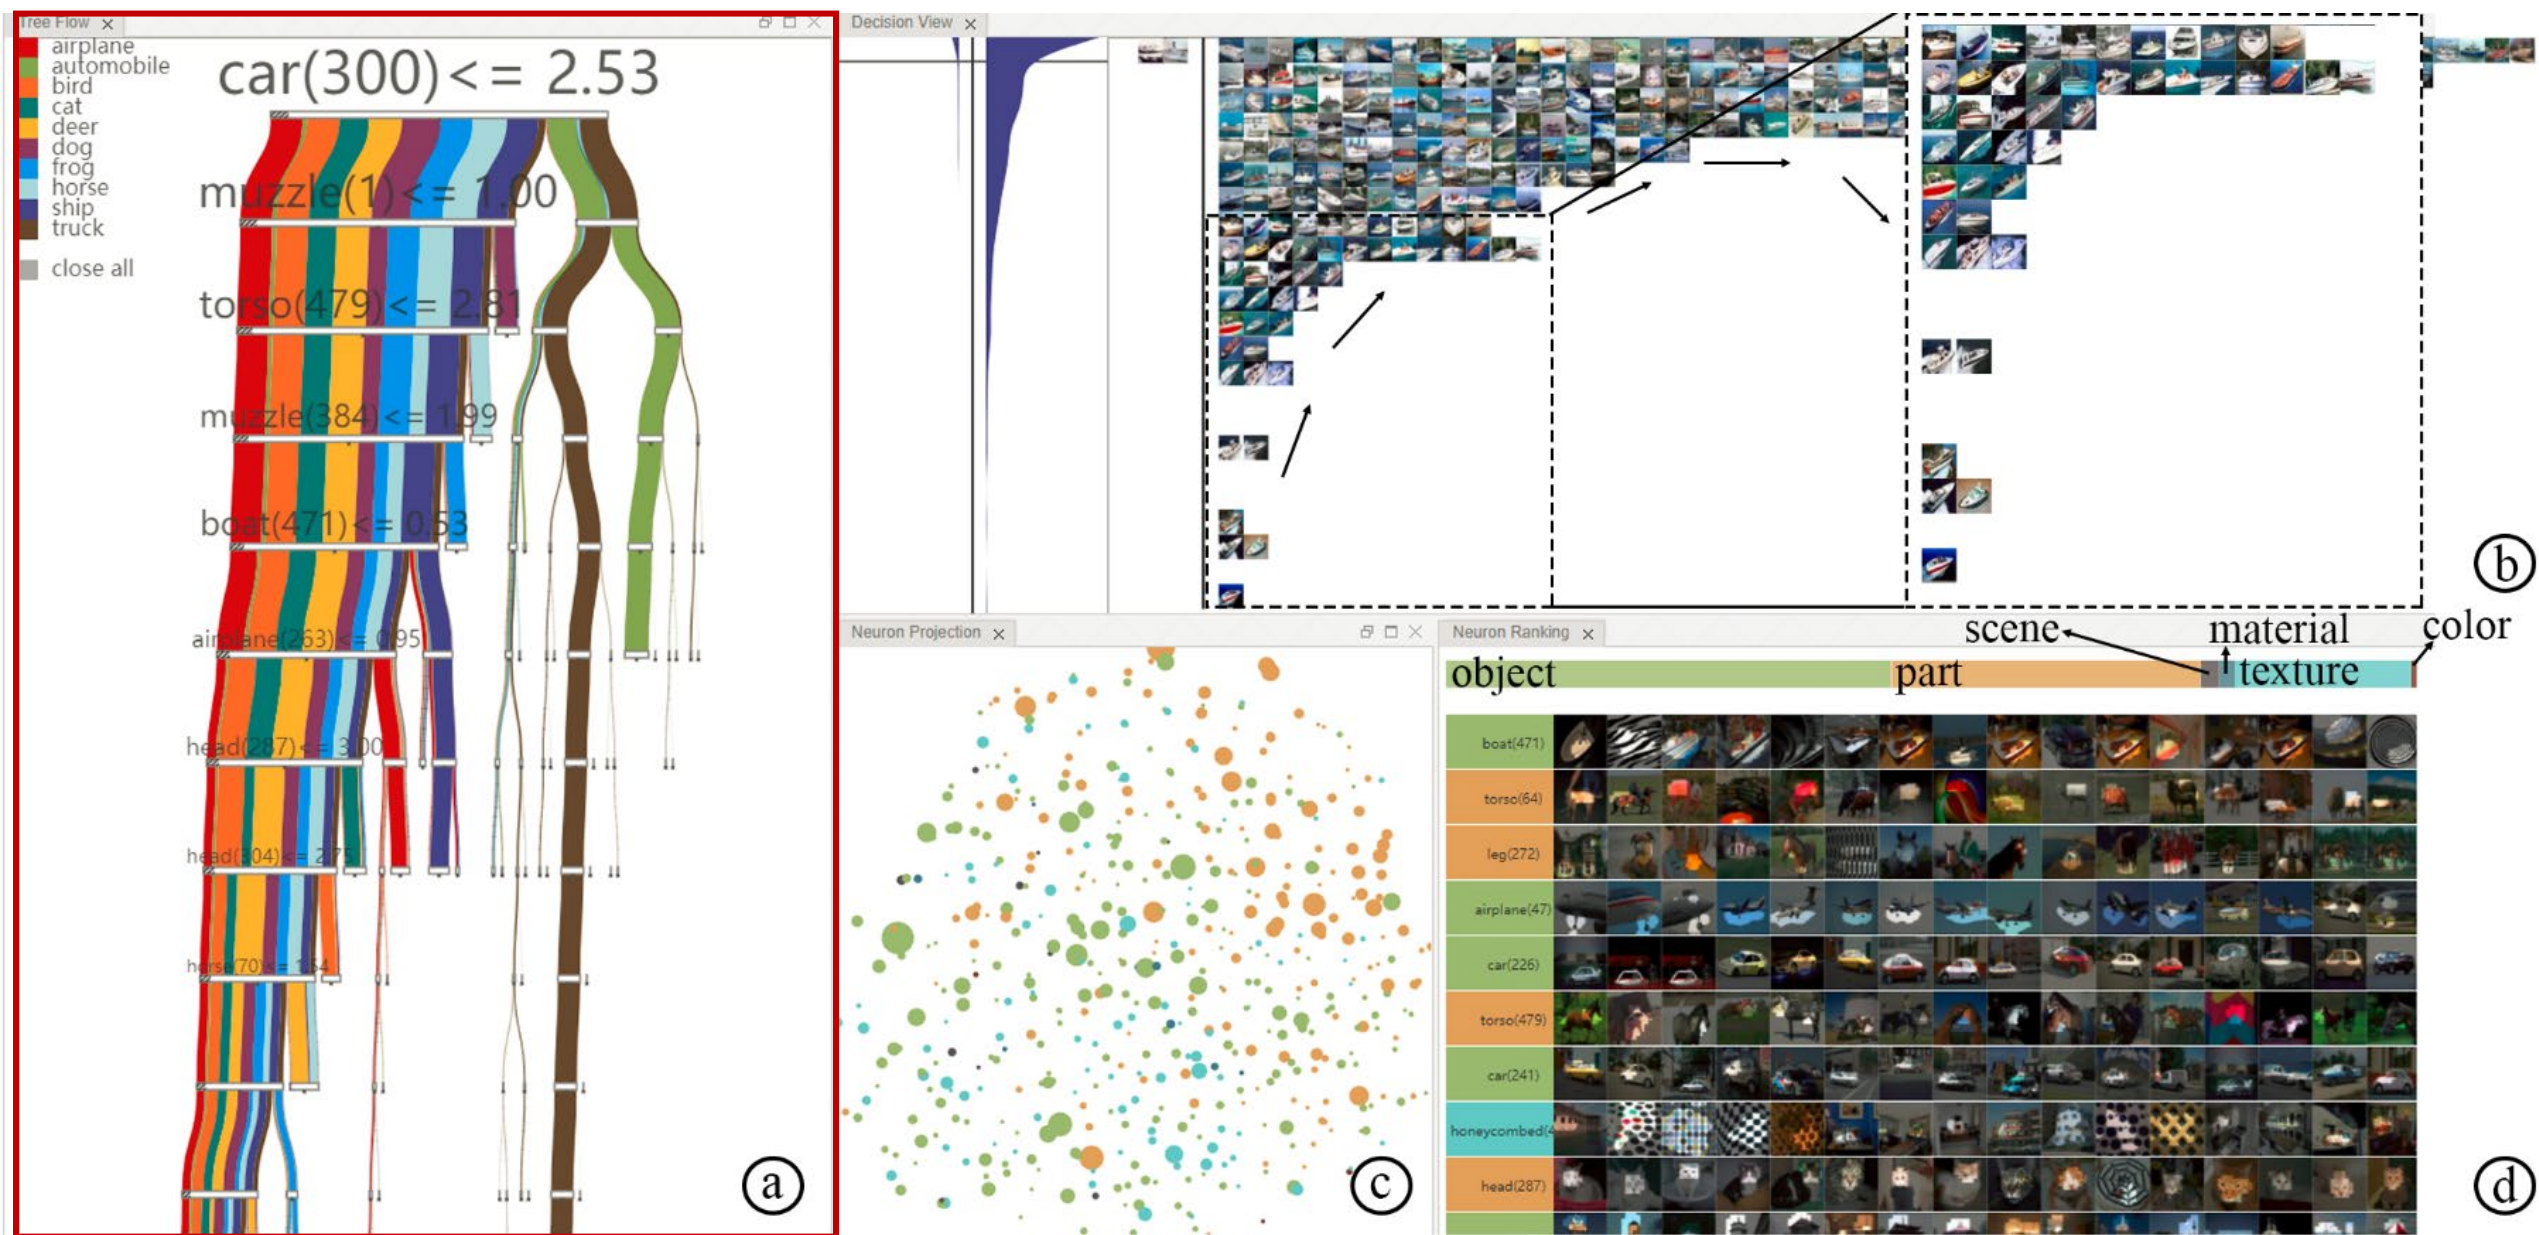 Tree Flow
airplane
automobile
bird
cat
deer
dog
frog
horse
ship
truck
close all
car(300)<= 2.53
muzzle(1)<= 1.00
torso(479)<= 2.81
muzzle(384)<= 1.99
boat(471)<= 0.53
airplane(263)<= 0.95
head(287)<= 3.00
head(304)<= 2.75
horse(70)<= 1.54
a
Decision View
b
Neuron Projection
c
Neuron Ranking
scene
material
color
object
part
texture
boat(471)
torso(64)
leg(272)
airplane(47)
car(226)
torso(479)
car(241)
honeycombed(4
head(287)
d